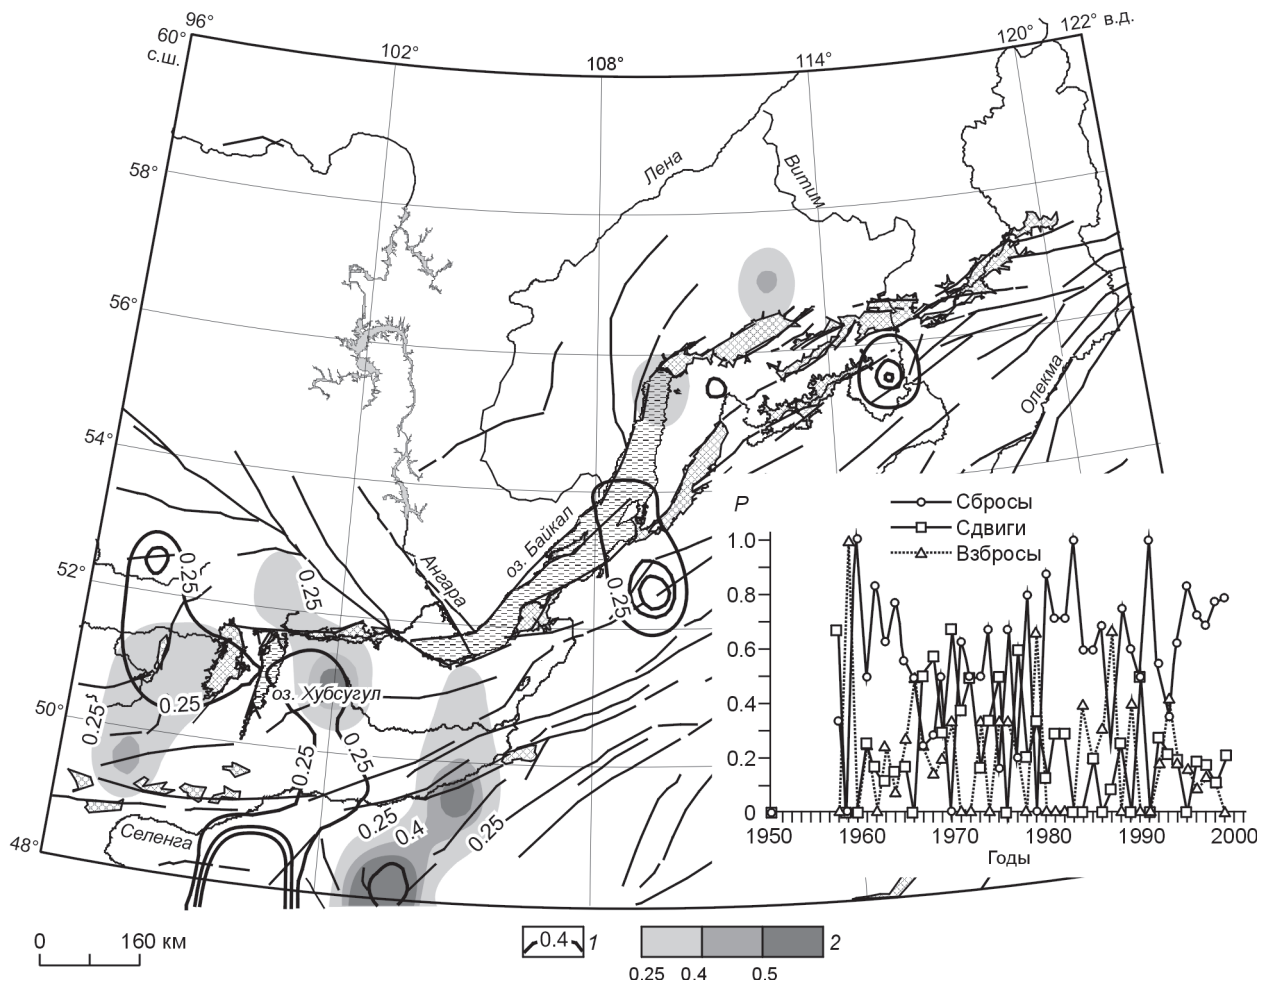 96°
60°
с.ш.
102°
108°
114°
120°
122° в.д.
58°
Лена
Витим
56°
Олекма
54°
оз. Байкал
Ангара
52°
0.25
0.25
0.25
оз. Хубсугул
50°
0.25
0.25
0.25
0.25
0.25
0.4
0.25
Селенга
48°
P
Сбросы
Сдвиги
Взбросы
1.0
0.8
0.6
0.4
0.2
0
1950 1960 1970 1980 1990 2000
Годы
0 160 км
0.4 1
2
0.25 0.4 0.5